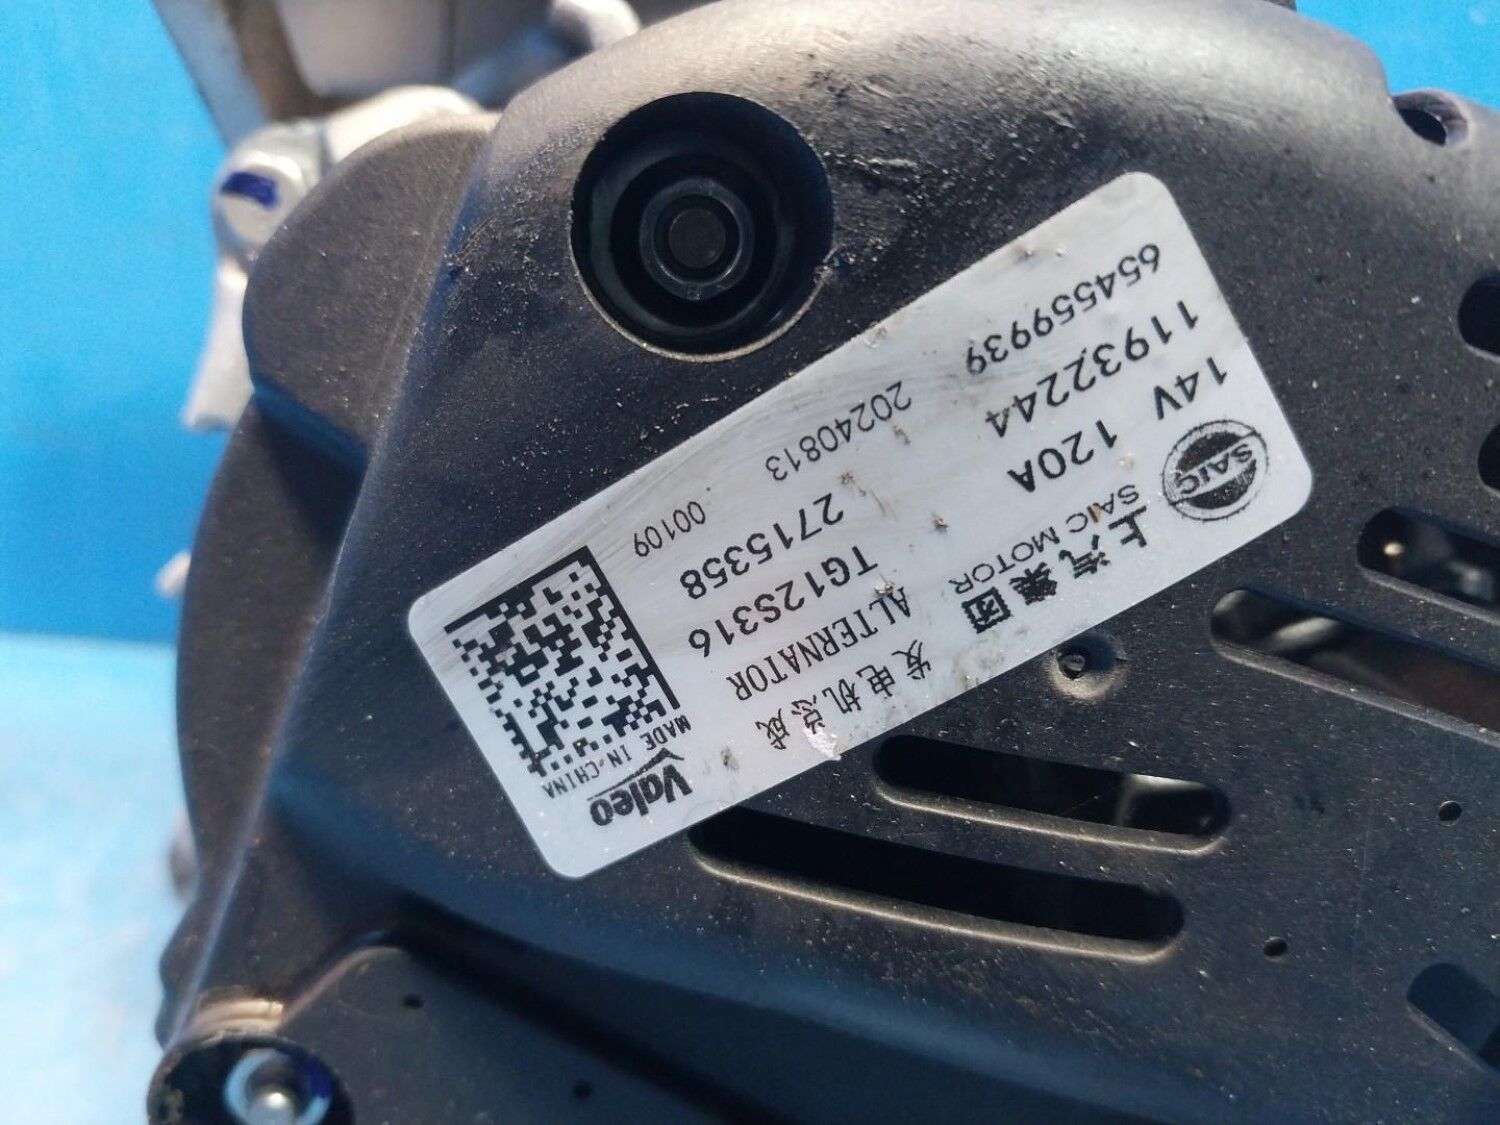 SAIC
上汽集团
SAIC MOTOR
发电机总成
ALTERNATOR
14V 120A
TG12S316
11932244
2715358
654559939
20240813
00109
Valeo
MADE IN CHINA